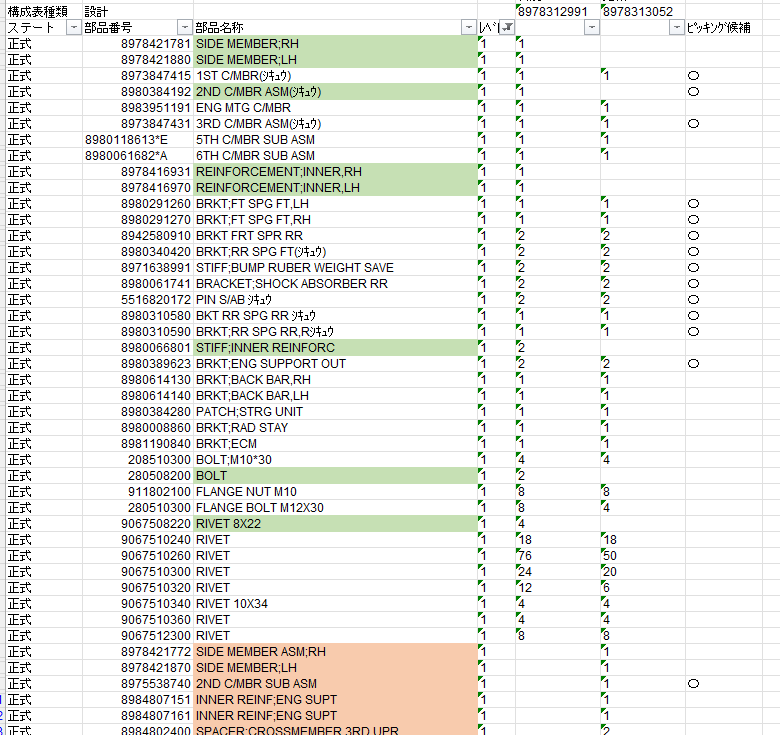 構成表種類 設計 8978312991 8978313052
ステート 部品番号 部品名称 ﾚﾍﾞﾙ ﾋﾟｯｷﾝｸﾞ候補
正式 8978421781 SIDE MEMBER;RH 1 1
正式 8978421880 SIDE MEMBER;LH 1 1
正式 8973847415 1ST C/MBR(ｼｷｭｳ) 1 1 1 〇
正式 8980384192 2ND C/MBR ASM(ｼｷｭｳ) 1 1 〇
正式 8983951191 ENG MTG C/MBR 1 1 1
正式 8973847431 3RD C/MBR ASM(ｼｷｭｳ) 1 1 1 〇
正式 8980118613*E 5TH C/MBR SUB ASM 1 1 1
正式 8980061682*A 6TH C/MBR SUB ASM 1 1 1
正式 8978416931 REINFORCEMENT;INNER,RH 1 1
正式 8978416970 REINFORCEMENT;INNER,LH 1 1
正式 8980291260 BRKT;FT SPG FT,LH 1 1 1 〇
正式 8980291270 BRKT;FT SPG FT,RH 1 1 1 〇
正式 8942580910 BRKT FRT SPR RR 1 2 2 〇
正式 8980340420 BRKT;RR SPG FT(ｼｷｭｳ) 1 2 2 〇
正式 8971638991 STIFF;BUMP RUBER WEIGHT SAVE 1 2 2 〇
正式 8980061741 BRACKET;SHOCK ABSORBER RR 1 2 2 〇
正式 5516820172 PIN S/AB ｼｷｭｳ 1 2 2 〇
正式 8980310580 BKT RR SPG RR ｼｷｭｳ 1 1 1 〇
正式 8980310590 BRKT;RR SPG RR,Rｼｷｭｳ 1 1 1 〇
正式 8980066801 STIFF;INNER REINFORC 1 2
正式 8980389623 BRKT;ENG SUPPORT OUT 1 2 2 〇
正式 8980614130 BRKT;BACK BAR,RH 1 1 1
正式 8980614140 BRKT;BACK BAR,LH 1 1 1
正式 8980384280 PATCH;STRG UNIT 1 1 1
正式 8980008860 BRKT;RAD STAY 1 1 1
正式 8981190840 BRKT;ECM 1 1 1
正式 208510300 BOLT;M10*30 1 4 4
正式 280508200 BOLT 1 2
正式 911802100 FLANGE NUT M10 1 8 8
正式 280510300 FLANGE BOLT M12X30 1 8 4
正式 9067508220 RIVET 8X22 1 4
正式 9067510240 RIVET 1 18 18
正式 9067510260 RIVET 1 76 50
正式 9067510300 RIVET 1 24 20
正式 9067510320 RIVET 1 12 6
正式 9067510340 RIVET 10X34 1 4 4
正式 9067510360 RIVET 1 4 4
正式 9067512300 RIVET 1 8 8
正式 8978421772 SIDE MEMBER ASM;RH 1 1
正式 8978421870 SIDE MEMBER;LH 1 1
正式 8975538740 2ND C/MBR SUB ASM 1 1 〇
正式 8984807151 INNER REINF;ENG SUPT 1 1
正式 8984807161 INNER REINF;ENG SUPT 1 1
正式 8984802400 SPACER;CROSSMEMBER 3RD UPR 1 2